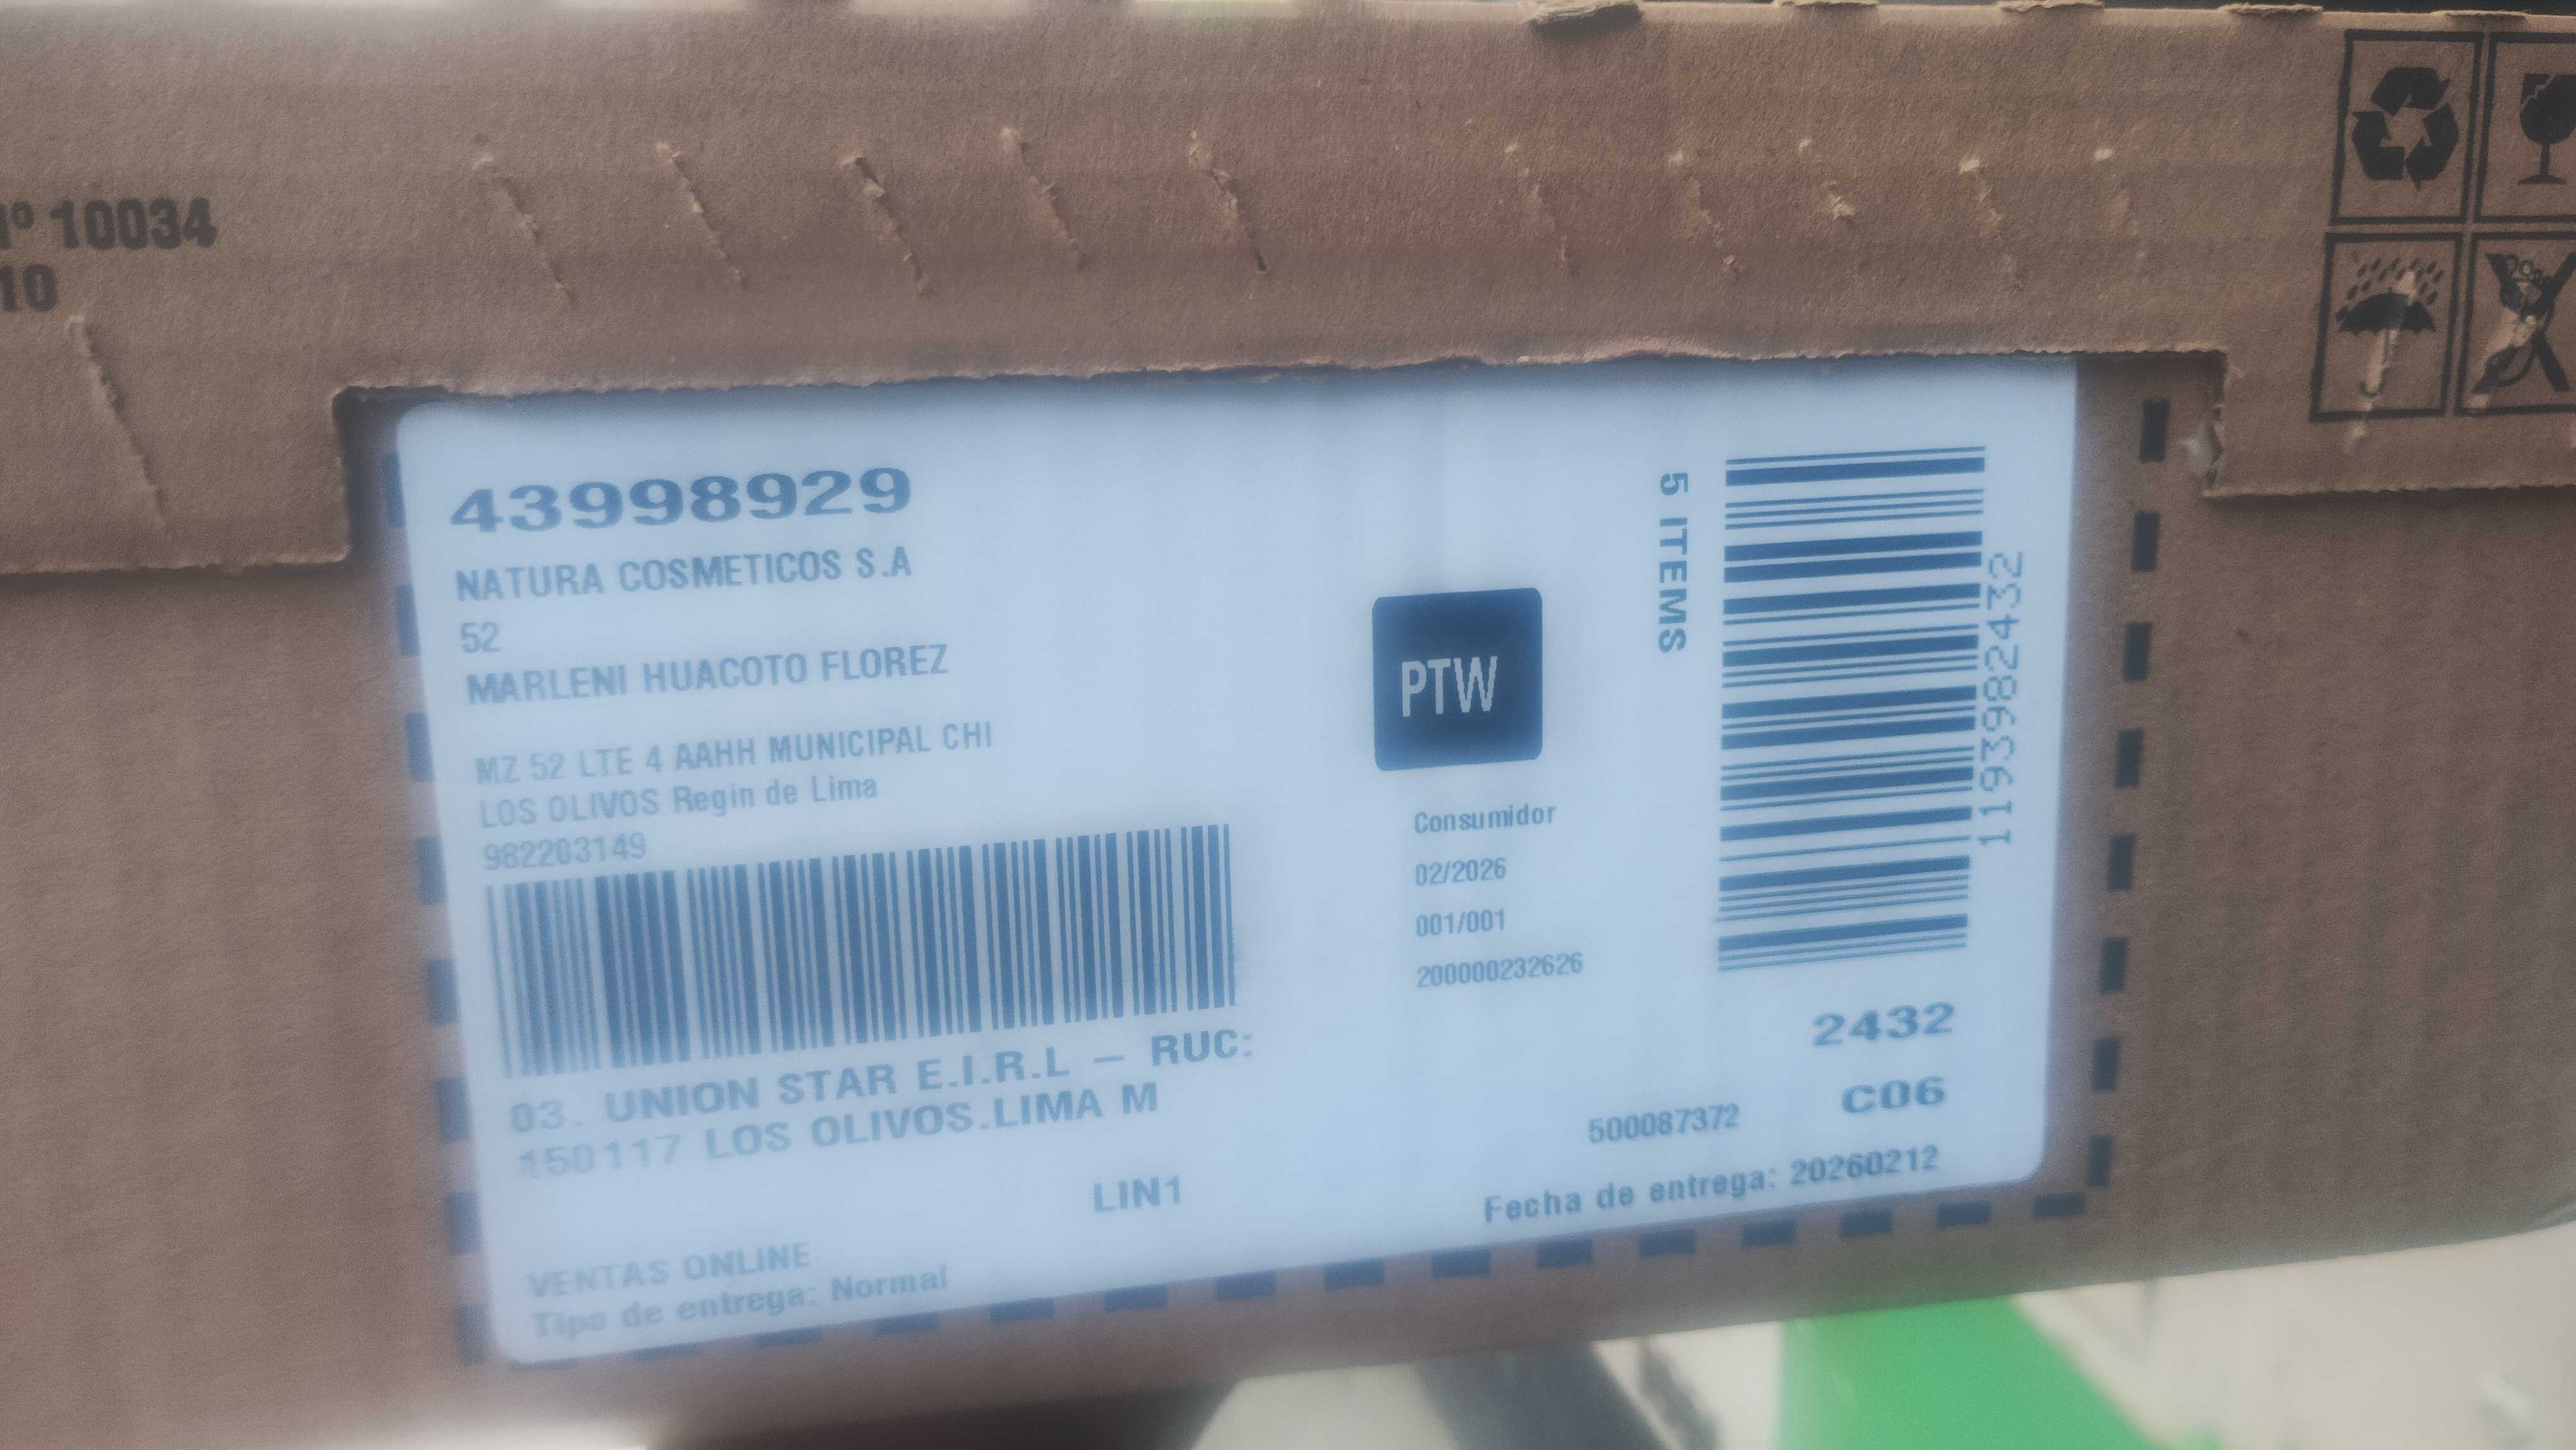 Nº 10034
10
43998929
NATURA COSMETICOS S.A
52
MARLENI HUACOTO FLOREZ
MZ 52 LTE 4 AAHH MUNICIPAL CHI
LOS OLIVOS Regin de Lima
982203149
03. UNION STAR E.I.R.L – RUC:
150117 LOS OLIVOS.LIMA M
LIN1
VENTAS ONLINE
Tipo de entrega: Normal
PTW
Consumidor
02/2026
001/001
200000232626
5 ITEMS
1193982432
2432
C06
500087372
Fecha de entrega: 20260212